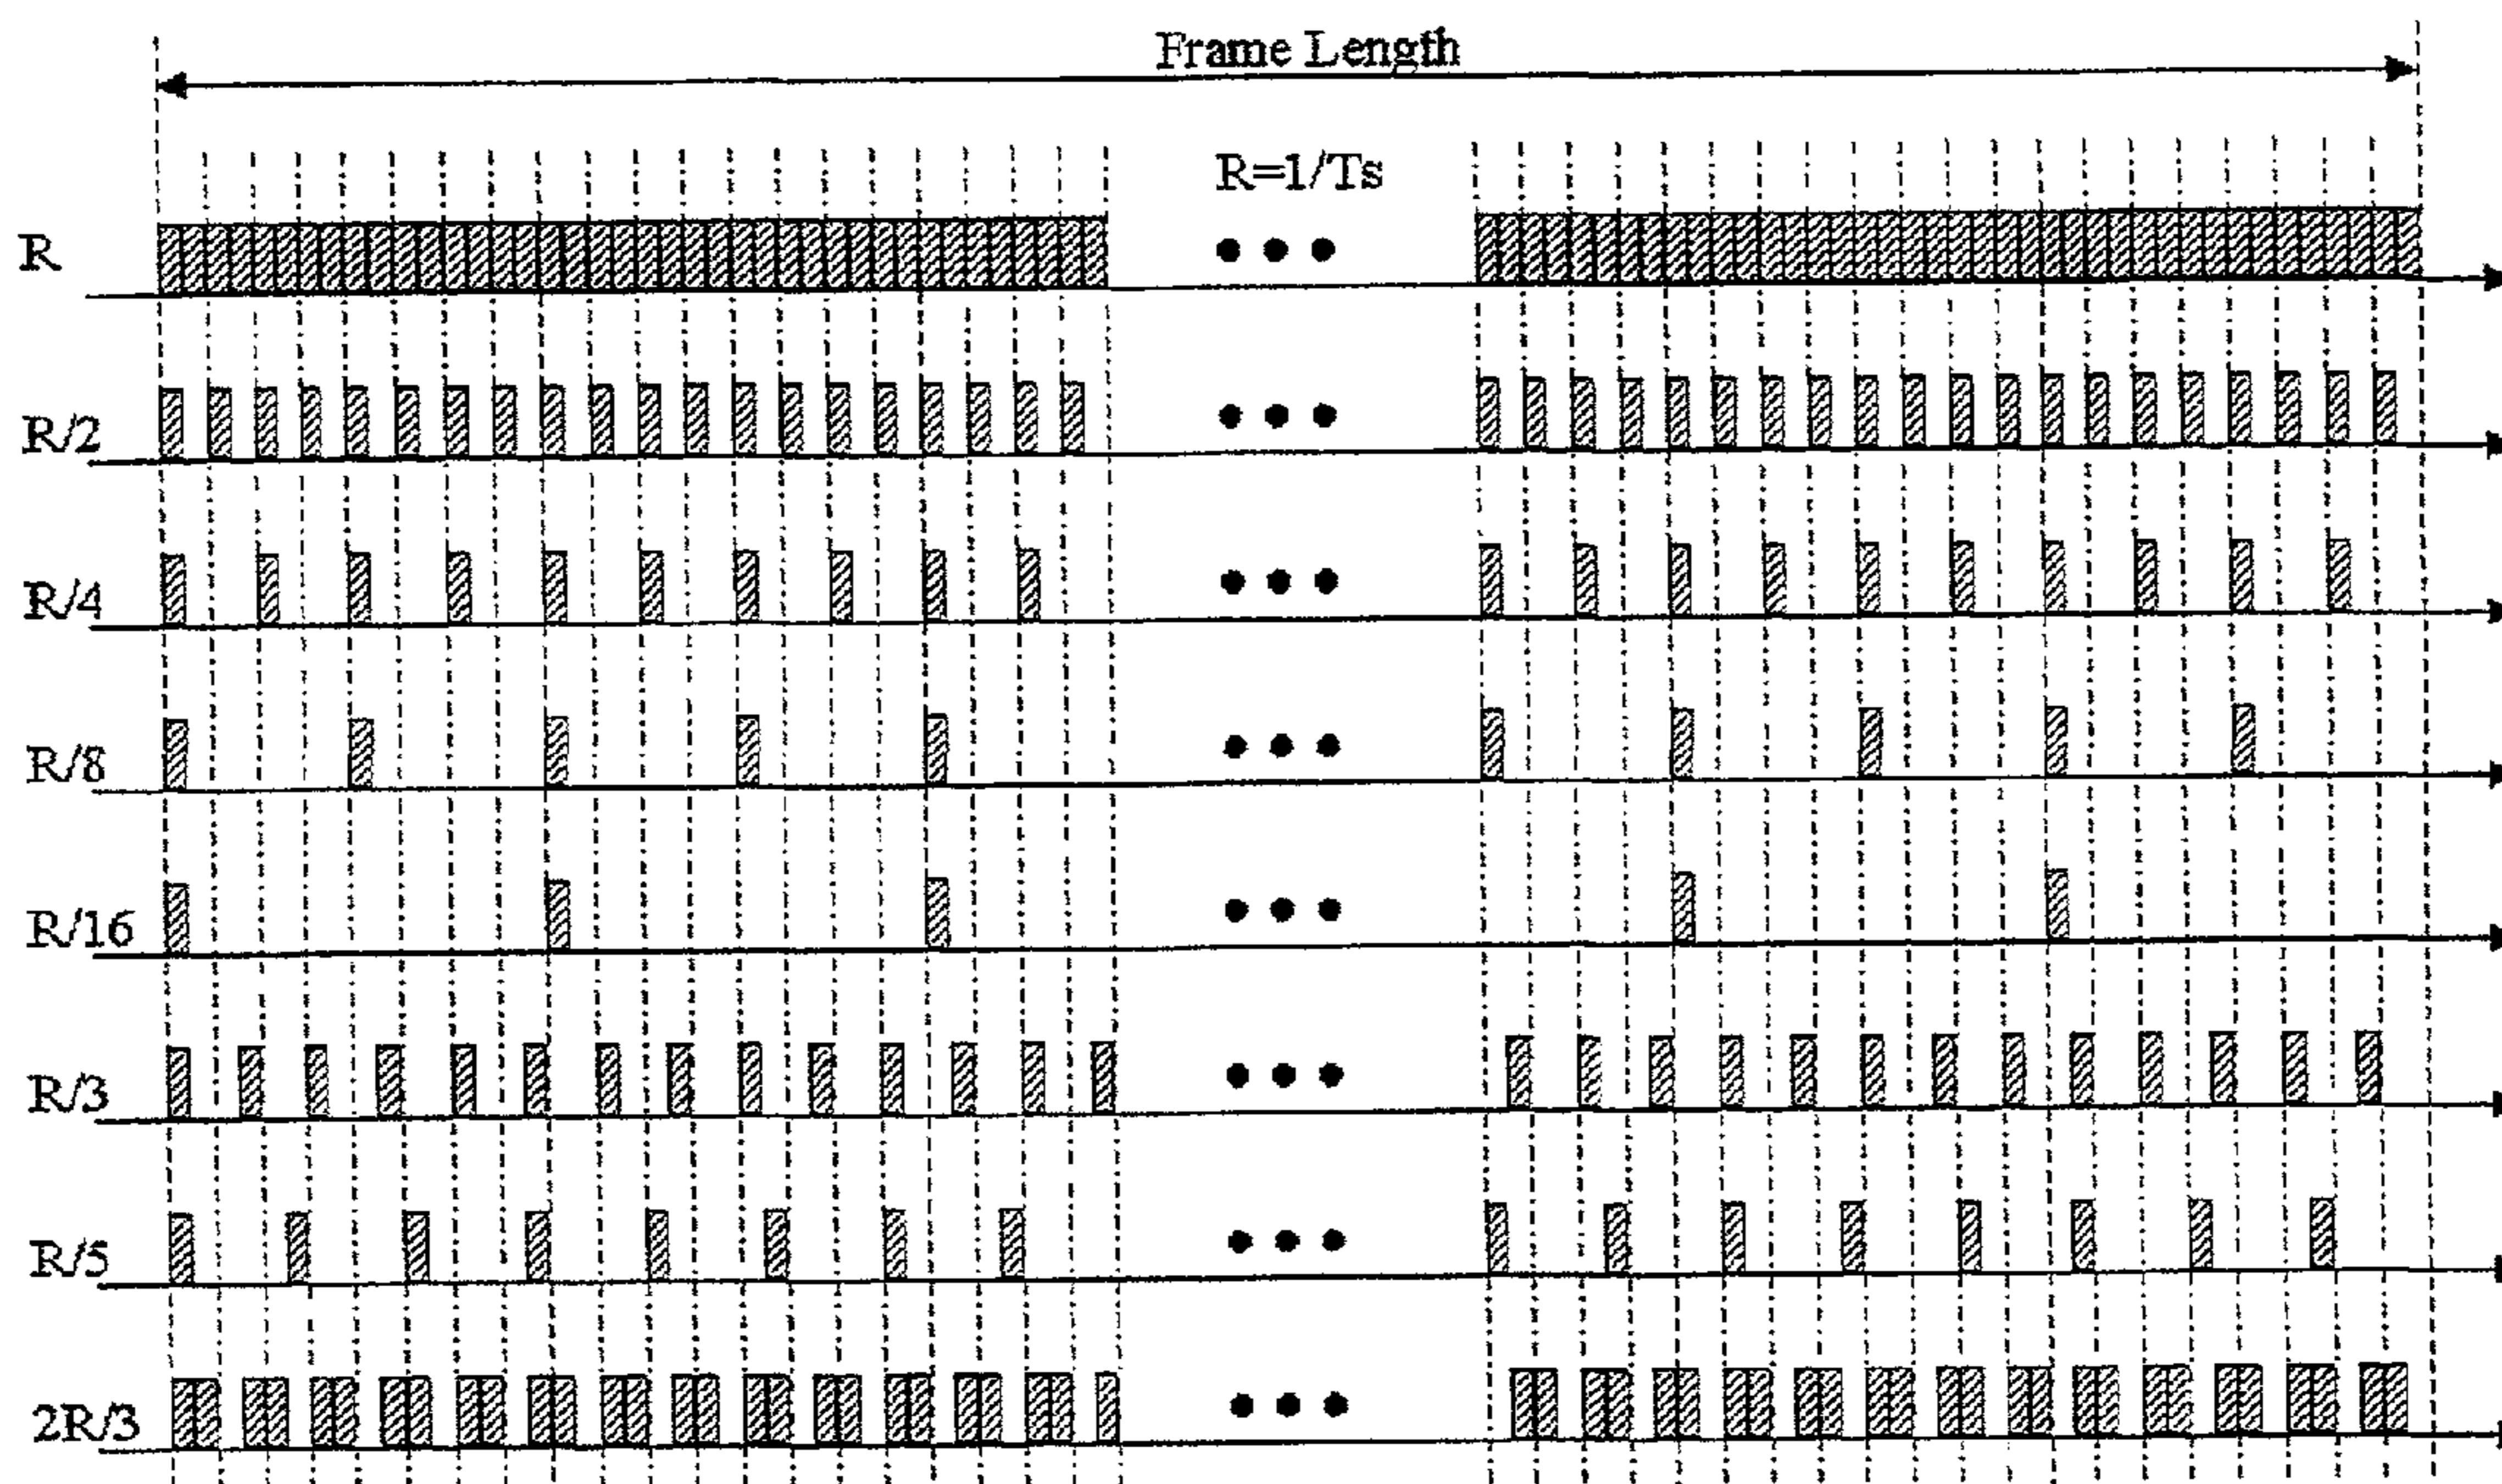 Frame Length
R=1/Ts
R
R/2
R/4
R/8
R/16
R/3
R/5
2R/3